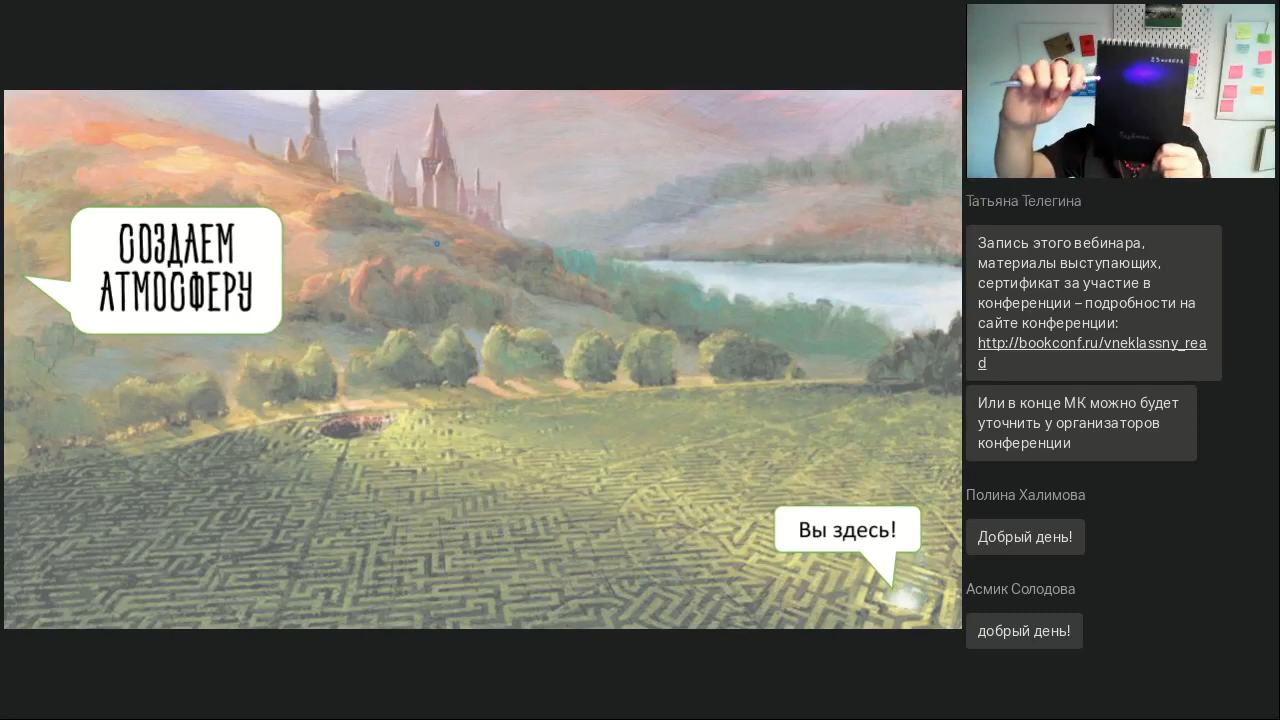 СОЗДАЕМ
АТМОСФЕРУ
Вы здесь!
Татьяна Телегина
Запись этого вебинара,
материалы выступающих,
сертификат за участие в
конференции – подробности на
сайте конференции:
http://bookconf.ru/vneklassny_rea
d
Или в конце МК можно будет
уточнить у организаторов
конференции
Полина Халимова
Добрый день!
Асмик Солодова
добрый день!